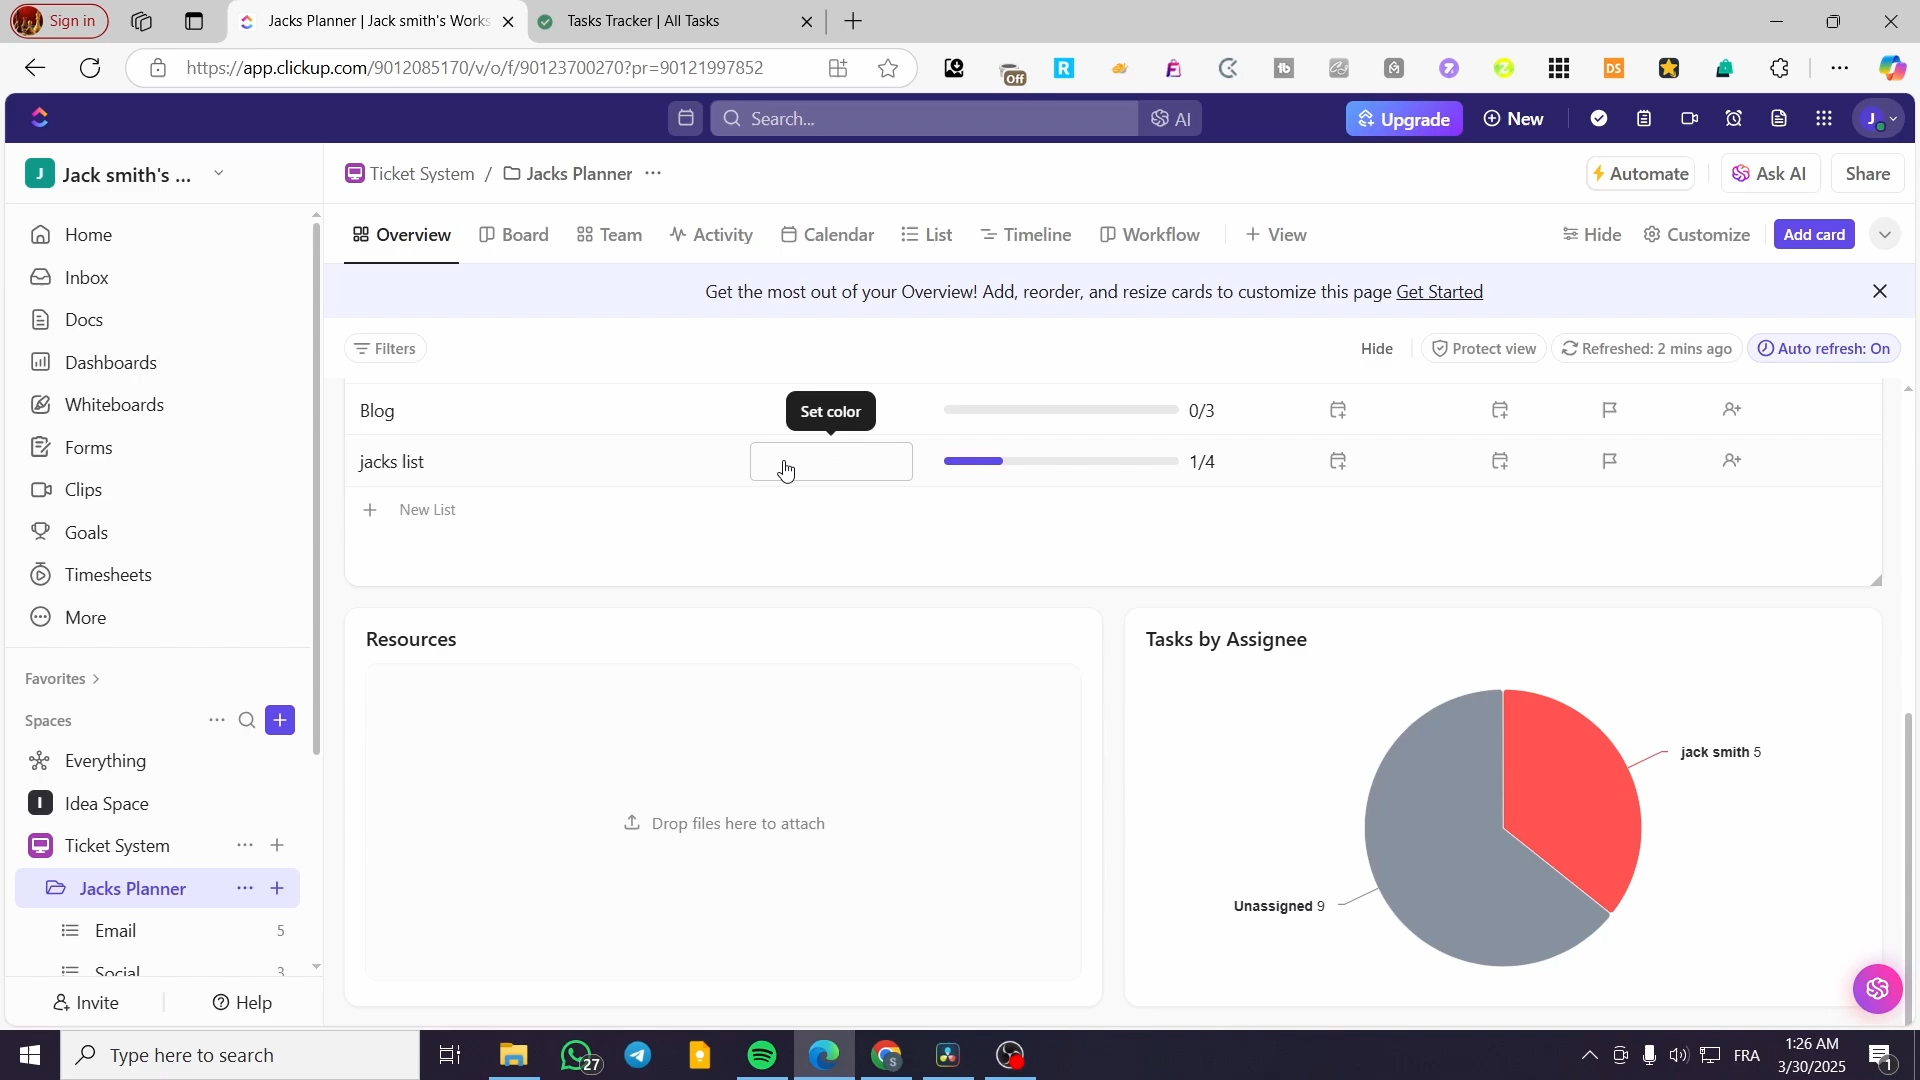 Sign in
Jacks Planner | Jack smith's Works
Tasks Tracker | All Tasks
https://app.clickup.com/9012085170/v/o/f/90123700270?pr=90121997852
Off
R
tb
DS
Search...
AI
Upgrade
New
J
J Jack smith's ...
Ticket System / Jacks Planner
Automate
Ask AI
Share
Home
Inbox
Docs
Dashboards
Whiteboards
Forms
Clips
Goals
Timesheets
More
Favorites
Spaces
Everything
I Idea Space
Ticket System
Jacks Planner
Email 5
Social 3
Invite
Help
Overview
Board
Team
Activity
Calendar
List
Timeline
Workflow
View
Hide
Customize
Add card
Get the most out of your Overview! Add, reorder, and resize cards to customize this page Get Started
Filters
Hide
Protect view
Refreshed: 2 mins ago
Auto refresh: On
Blog
Set color
0/3
jacks list
1/4
New List
Resources
Drop files here to attach
Tasks by Assignee
jack smith 5
Unassigned 9
Type here to search
27
FRA
1:26 AM
3/30/2025
1